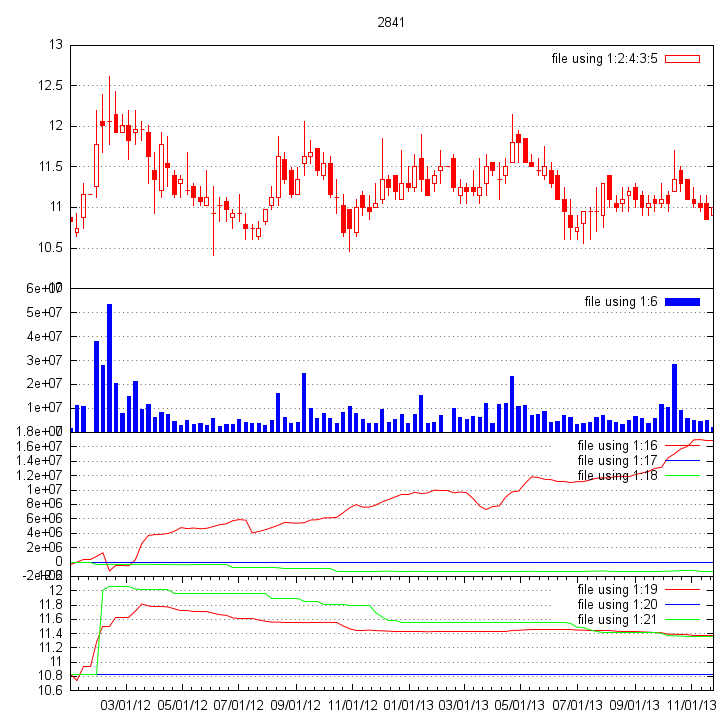 2841
13
file using 1:2:4:3:5
12.5
12
11.5
11
10.5
10
6e+07
file using 1:6
5e+07
4e+07
3e+07
2e+07
1e+07
0
1.8e+07
1.6e+07
file using 1:16
1.4e+07
file using 1:17
1.2e+07
file using 1:18
1e+07
8e+06
6e+06
4e+06
2e+06
0
-2e+06
12
file using 1:19
11.8
file using 1:20
11.6
file using 1:21
11.4
11.2
11
10.8
10.6
03/01/12 05/01/12 07/01/12 09/01/12 11/01/12 01/01/13 03/01/13 05/01/13 07/01/13 09/01/13 11/01/13